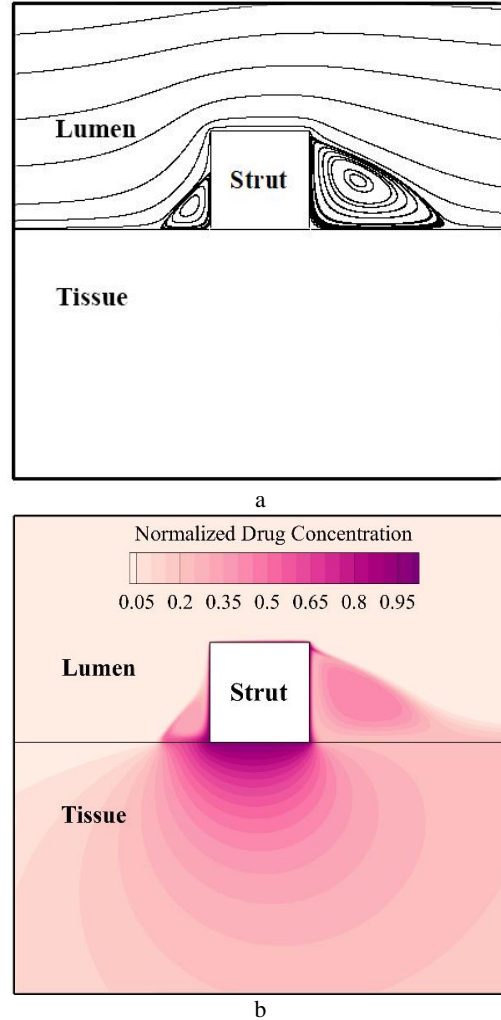 Lumen
Strut
Tissue
a
Normalized Drug Concentration
0.05 0.2 0.35 0.5 0.65 0.8 0.95
Lumen
Strut
Tissue
b